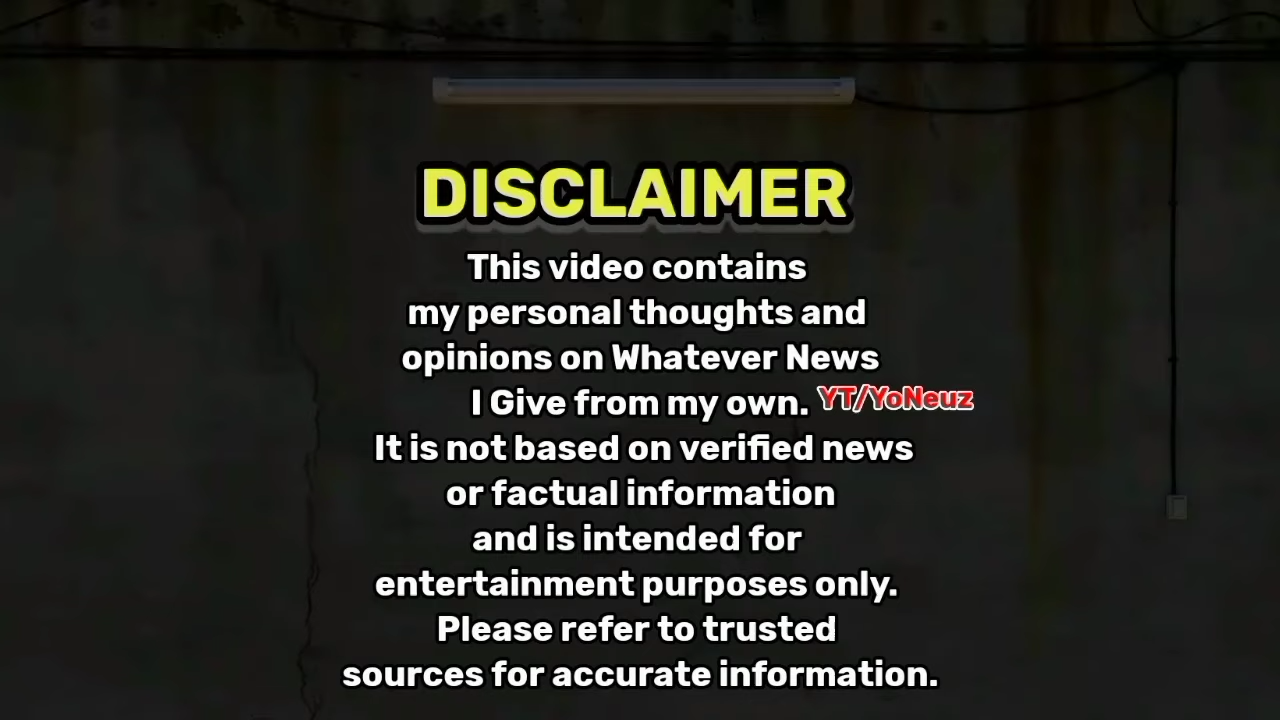 DISCLAIMER
This video contains
my personal thoughts and
opinions on Whatever News
I Give from my own. YT/YoNeuz
It is not based on verified news
or factual information
and is intended for
entertainment purposes only.
Please refer to trusted
sources for accurate information.